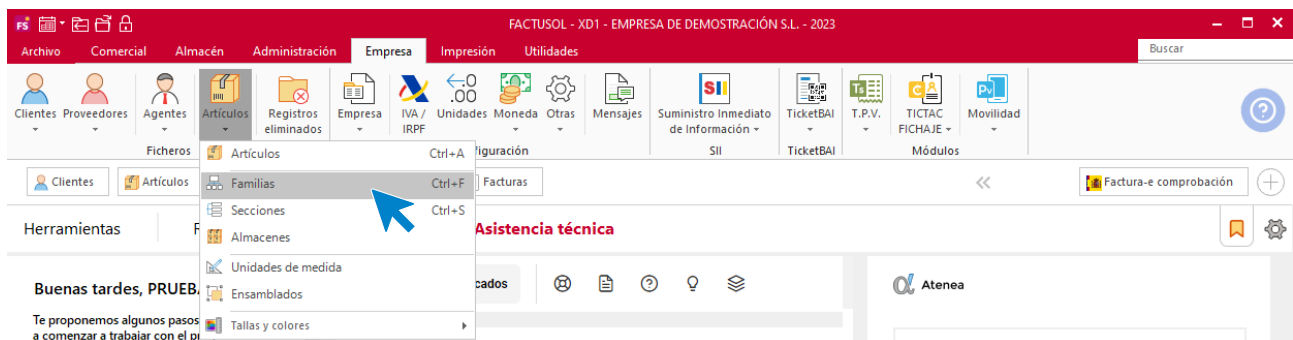 FS
FACTUSOL - XD1 - EMPRESA DE DEMOSTRACIÓN S.L. - 2023
Archivo Comercial Almacén Administración Empresa Impresión Utilidades Buscar
Clientes Proveedores Agentes Artículos Registros eliminados Empresa IVA / IRPF Unidades Moneda Otras Mensajes Suministro Inmediato de Información TicketBAI T.P.V. TICTAC FICHAJE Movilidad
Ficheros SII TicketBAI Módulos
Artículos Ctrl+A
Clientes Artículos Facturas Factura-e comprobación
Familias Ctrl+F
Secciones Ctrl+S
Herramientas Asistencia técnica
Almacenes
Unidades de medida
Buenas tardes,
Ensamblados
Atenea
Te proponemos algunos pasos
Tallas y colores
a comenzar a trabajar con el